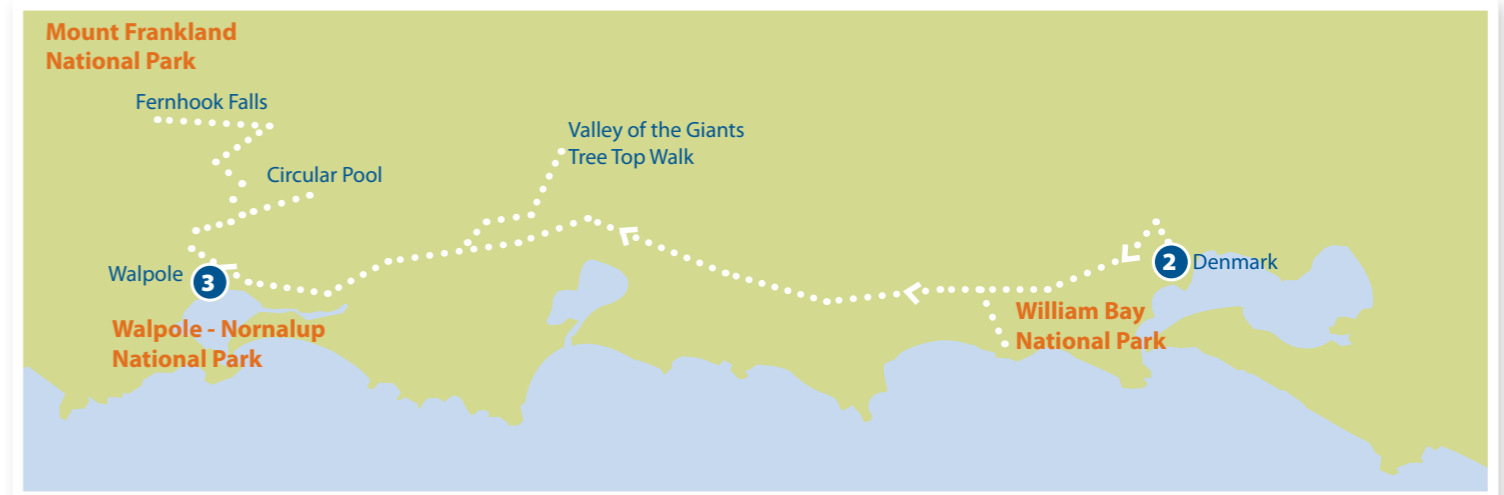 Mount Frankland
National Park
Fernhook Falls
Circular Pool
Valley of the Giants
Tree Top Walk
Walpole
3
Walpole - Nornalup
National Park
2
Denmark
William Bay
National Park